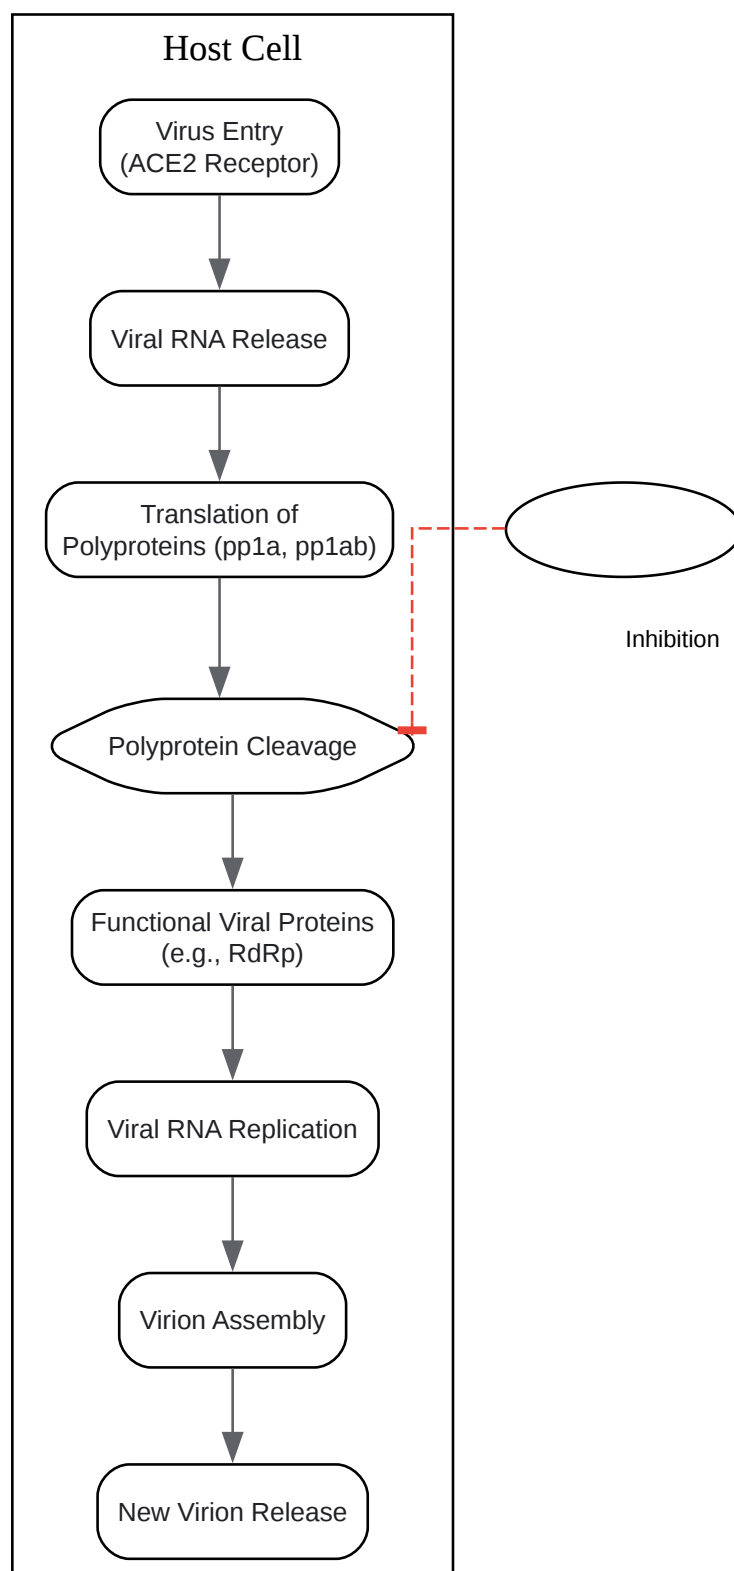 Host Cell
Virus Entry
(ACE2 Receptor)
Viral RNA Release
Translation of
Polyproteins (pp1a, pp1ab)
Inhibition
Polyprotein Cleavage
Functional Viral Proteins
(e.g., RdRp)
Viral RNA Replication
Virion Assembly
New Virion Release